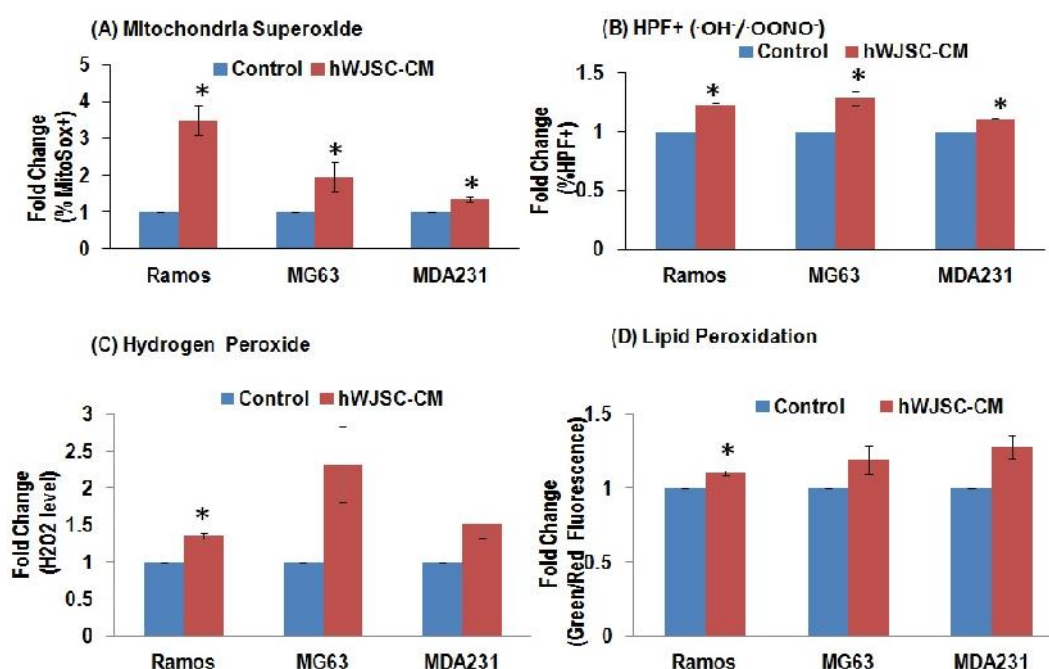 (A) Mitochondria Superoxide
Control hWJSC-CM
Fold Change
(% MitoSox+)
5
4
3
2
1
0
* * *
Ramos MG63 MDA231
(B) HPF+ (·OH⁻/·OONO⁻)
Control hWJSC-CM
Fold Change
(%HPF+)
1.5
1
0.5
0
* * *
Ramos MG63 MDA231
(C) Hydrogen Peroxide
Control hWJSC-CM
Fold Change
(H2O2 level)
3
2.5
2
1.5
1
0.5
0
*
Ramos MG63 MDA231
(D) Lipid Peroxidation
Control hWJSC-CM
Fold Change
(Green/Red Fluorescence)
1.5
1
0.5
0
*
Ramos MG63 MDA231